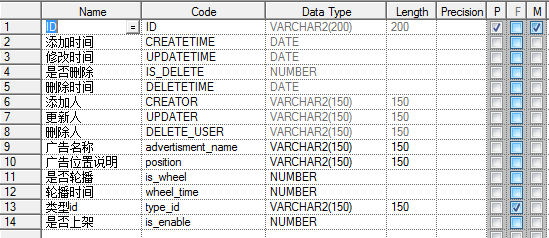 Name Code Data Type Length Precision P F M
1 ID = ID VARCHAR2(200) 200
2 添加时间 CREATETIME DATE
3 修改时间 UPDATETIME DATE
4 是否删除 IS_DELETE NUMBER
5 删除时间 DELETETIME DATE
6 添加人 CREATOR VARCHAR2(150) 150
7 更新人 UPDATER VARCHAR2(150) 150
8 删除人 DELETE_USER VARCHAR2(150) 150
9 广告名称 advertisment_name VARCHAR2(150) 150
10 广告位置说明 position VARCHAR2(150) 150
11 是否轮播 is_wheel NUMBER
12 轮播时间 wheel_time NUMBER
13 类型id type_id VARCHAR2(150) 150
14 是否上架 is_enable NUMBER